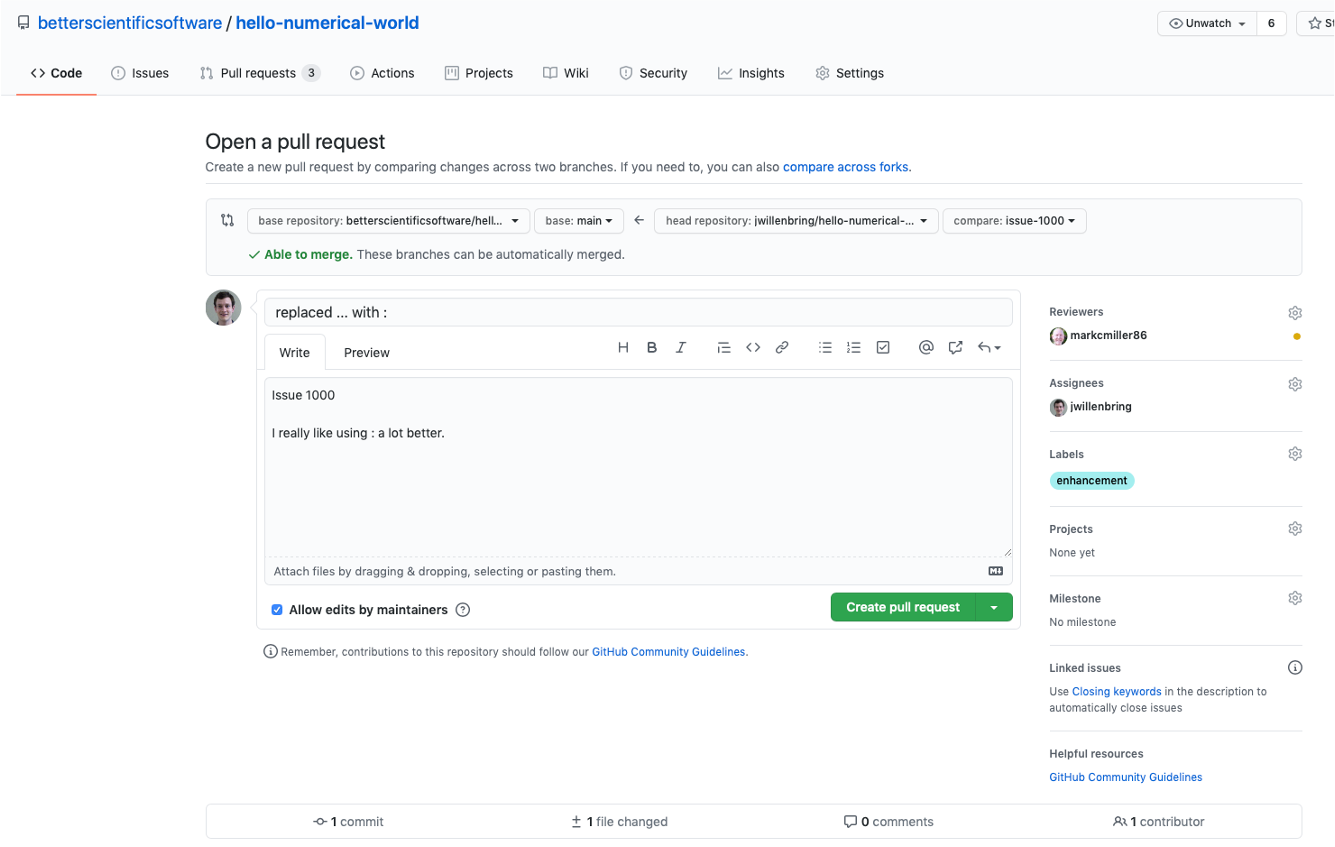 betterscientificsoftware / hello-numerical-world
Unwatch 6 St
Code Issues Pull requests 3 Actions Projects Wiki Security Insights Settings
Open a pull request
Create a new pull request by comparing changes across two branches. If you need to, you can also compare across forks.
base repository: betterscientificsoftware/hell... base: main ← head repository: jwillenbring/hello-numerical-... compare: issue-1000
Able to merge. These branches can be automatically merged.
replaced ... with :
Write Preview
Issue 1000
I really like using : a lot better.
Attach files by dragging & dropping, selecting or pasting them.
Allow edits by maintainers
Create pull request
Remember, contributions to this repository should follow our GitHub Community Guidelines.
Reviewers
markcmiller86
Assignees
jwillenbring
Labels
enhancement
Projects
None yet
Milestone
No milestone
Linked issues
Use Closing keywords in the description to
automatically close issues
Helpful resources
GitHub Community Guidelines
1 commit 1 file changed 0 comments 1 contributor